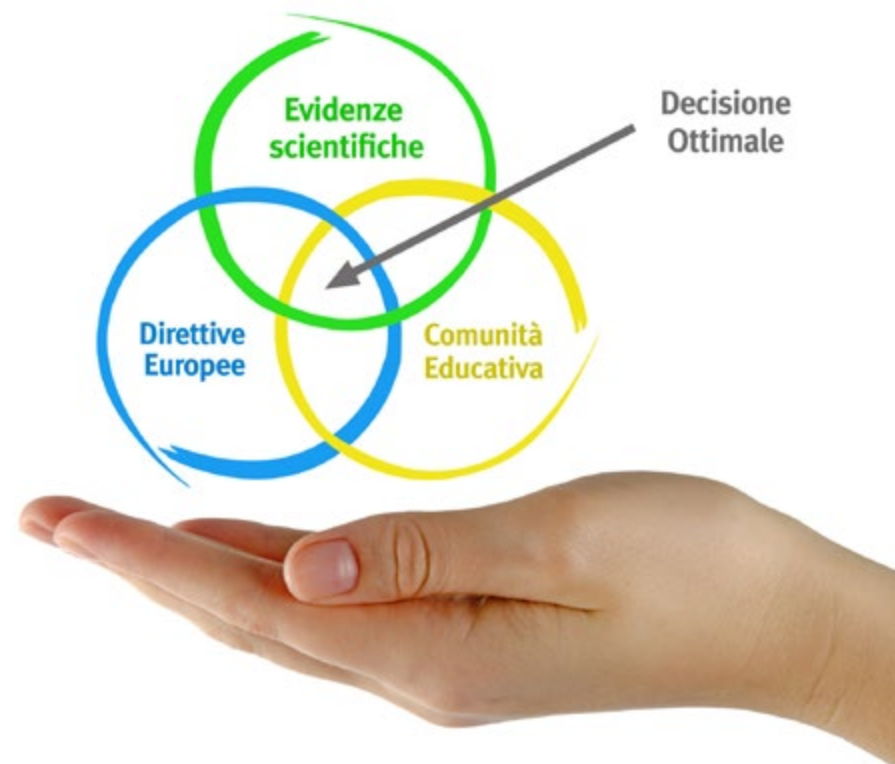 Evidenze
scientifiche
Decisione
Ottimale
Direttive
Europee
Comunità
Educativa